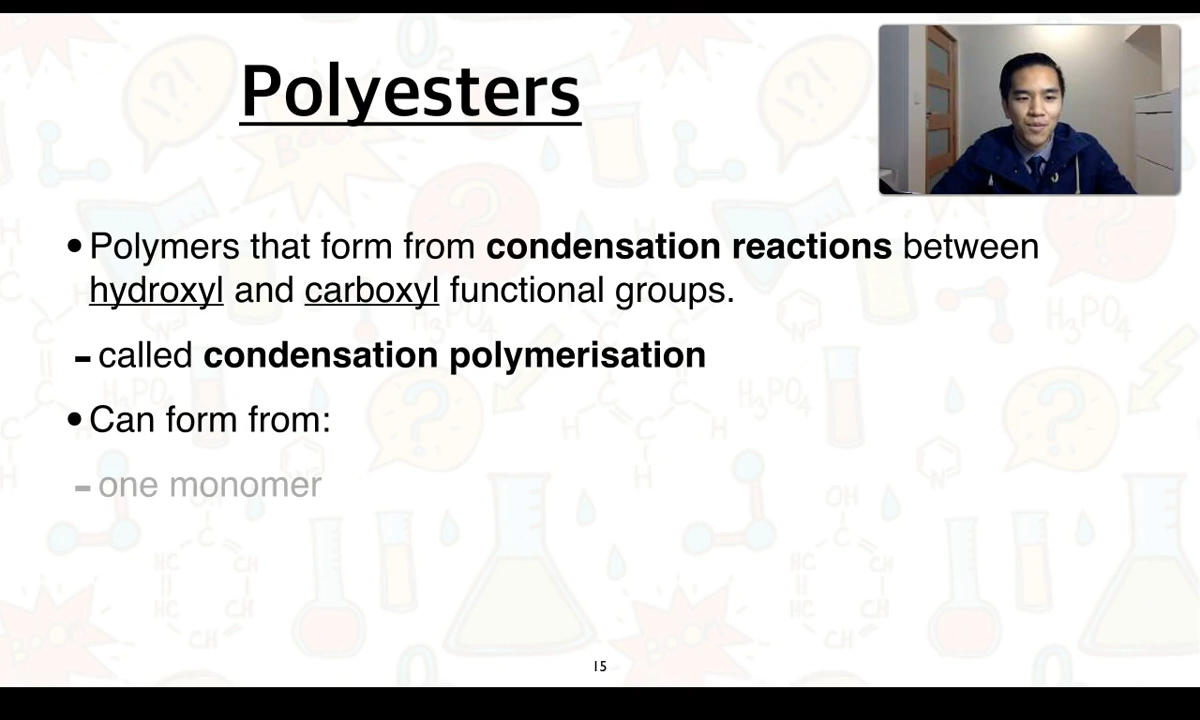 Polyesters
• Polymers that form from condensation reactions between
hydroxyl and carboxyl functional groups.
- called condensation polymerisation
• Can form from:
- one monomer
15